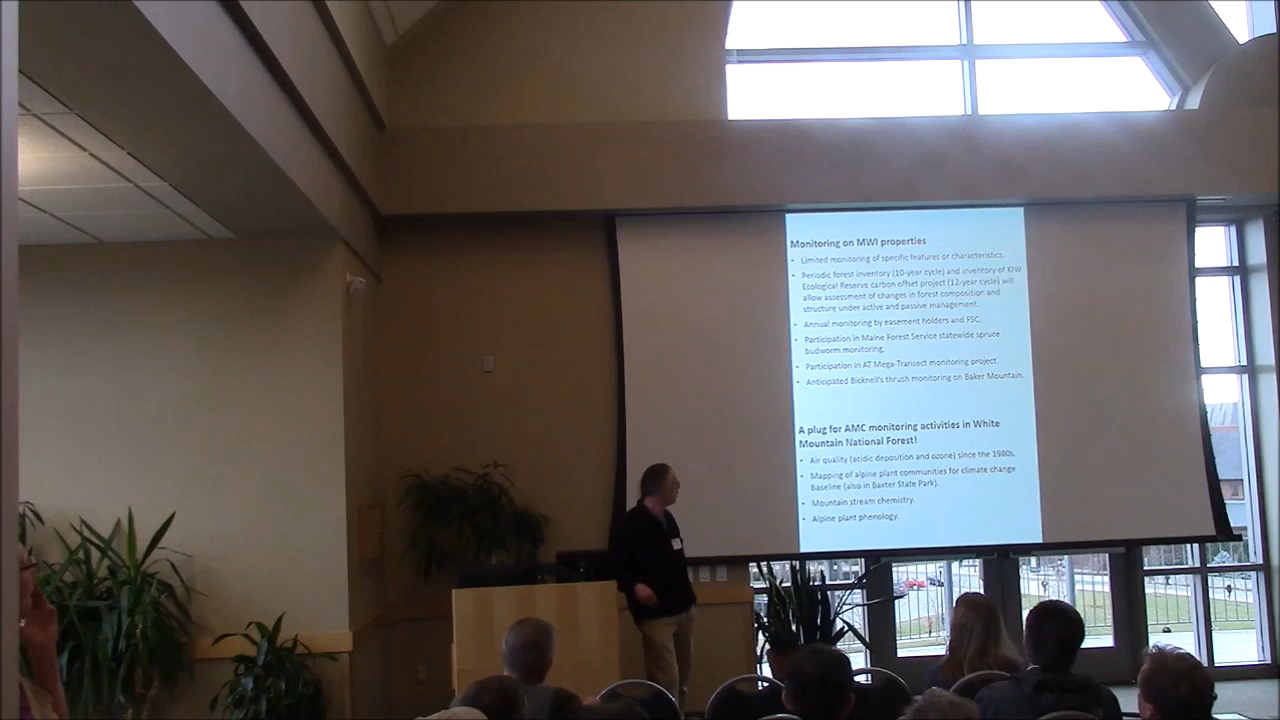 Monitoring on MWI properties
• Limited monitoring of specific features or characteristics.
• Periodic forest inventory (10-year cycle) and inventory of KIW
Ecological Reserve carbon offset project (12-year cycle) will
allow assessment of changes in forest composition and
structure under active and passive management.
• Annual monitoring by easement holders and FSC.
• Participation in Maine Forest Service statewide spruce
budworm monitoring.
• Participation in AT Mega-Transect monitoring project.
• Anticipated Bicknell's thrush monitoring on Baker Mountain.
A plug for AMC monitoring activities in White
Mountain National Forest!
• Air quality (acidic deposition and ozone) since the 1980s.
• Mapping of alpine plant communities for climate change
baseline (also in Baxter State Park).
• Mountain stream chemistry.
• Alpine plant phenology.